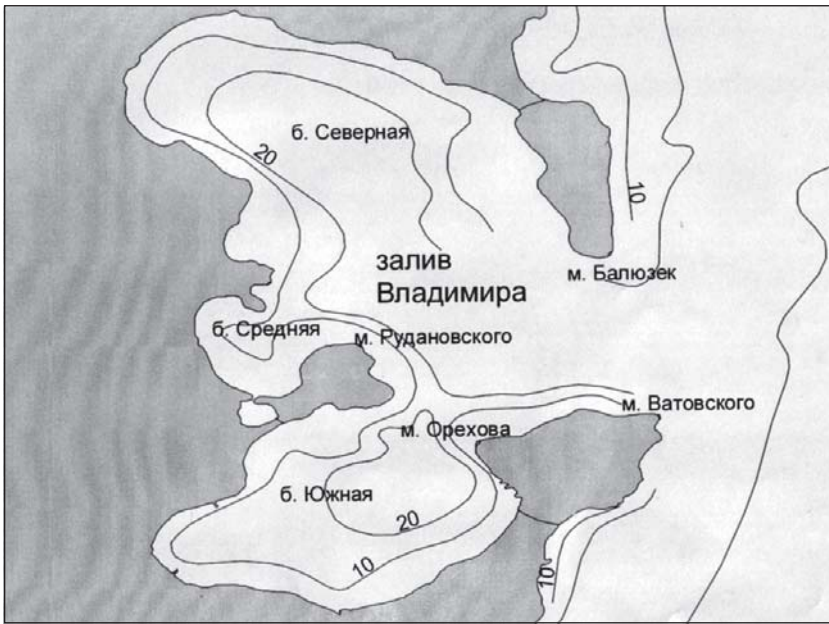 б. Северная
20
10
залив
Владимира
м. Балюзек
б. Средняя
м. Рудановского
м. Ватовского
м. Орехова
б. Южная
20
10
10